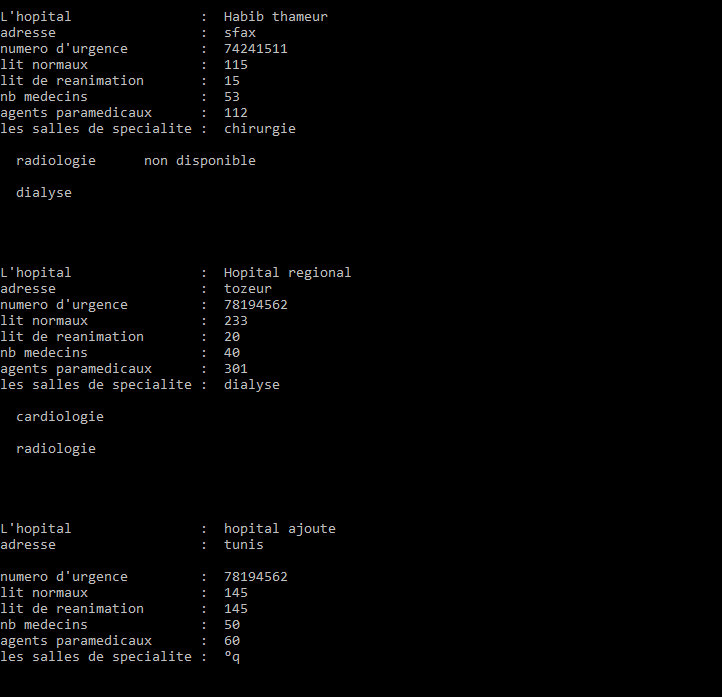 L'hopital : Habib thameur
adresse : sfax
numero d'urgence : 74241511
lit normaux : 115
lit de reanimation : 15
nb medecins : 53
agents paramedicaux : 112
les salles de specialite : chirurgie
radiologie non disponible
dialyse
L'hopital : Hopital regional
adresse : tozeur
numero d'urgence : 78194562
lit normaux : 233
lit de reanimation : 20
nb medecins : 40
agents paramedicaux : 301
les salles de specialite : dialyse
cardiologie
radiologie
L'hopital : hopital ajoute
adresse : tunis
numero d'urgence : 78194562
lit normaux : 145
lit de reanimation : 145
nb medecins : 50
agents paramedicaux : 60
les salles de specialite : ºq